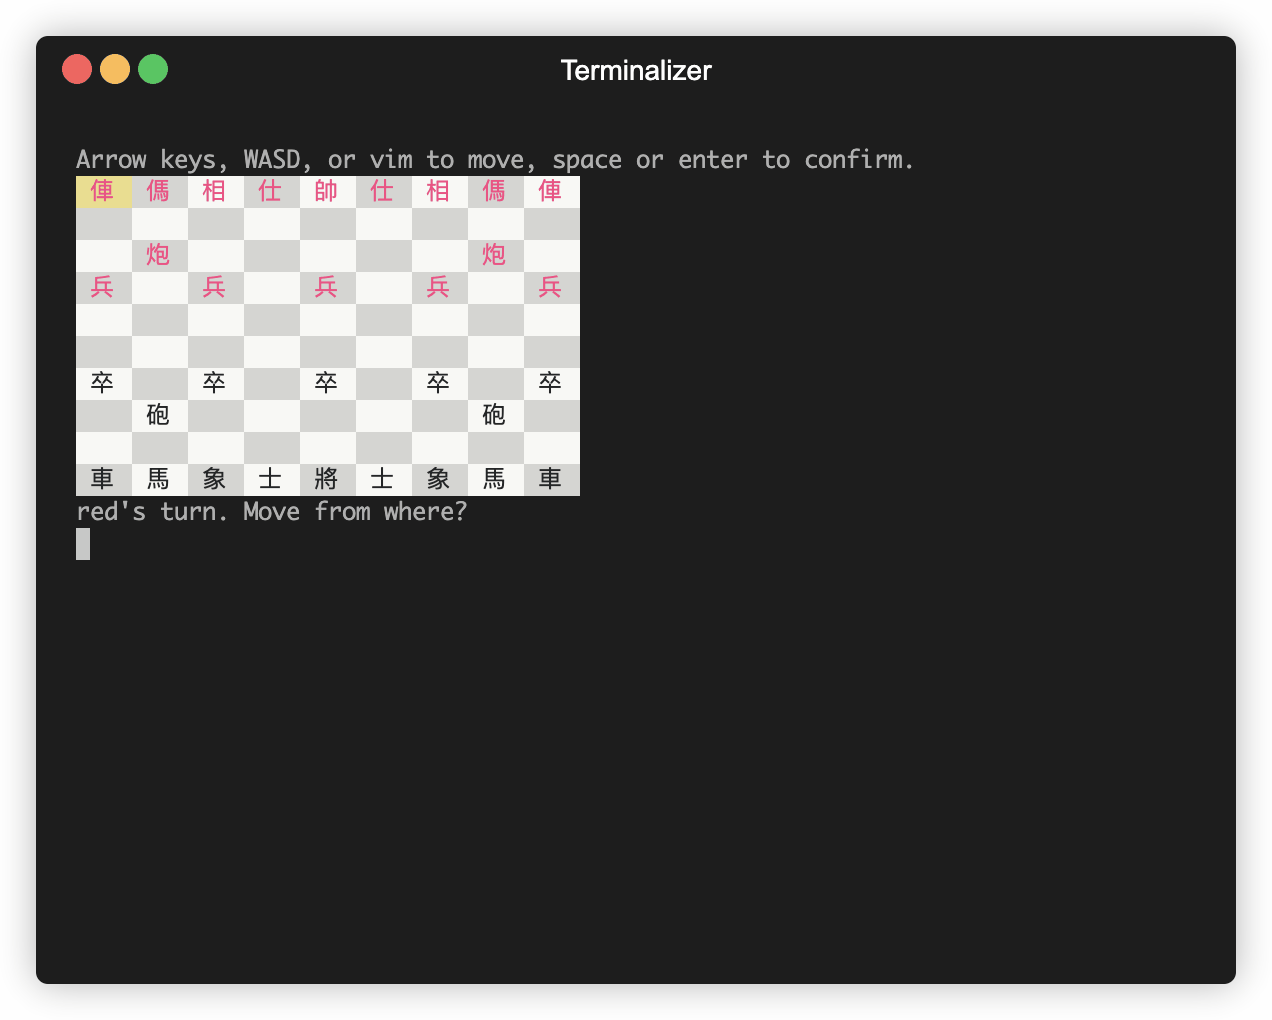 Terminalizer
Arrow keys, WASD, or vim to move, space or enter to confirm.
俥 傌 相 仕 帥 仕 相 傌 俥
炮 炮
兵 兵 兵 兵 兵
卒 卒 卒 卒 卒
砲 砲
車 馬 象 士 將 士 象 馬 車
red's turn. Move from where?